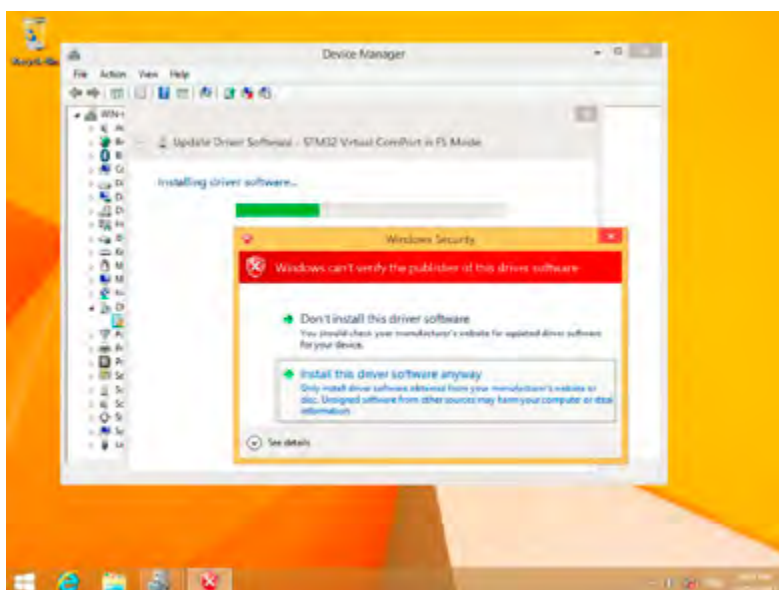 Device Manager
File Action View Help
Update Driver Software - STM32 Virtual ComPort in FS Mode
Installing driver software...
Windows Security
Windows can't verify the publisher of this driver software
Don't install this driver software
You should check your manufacturer's website for updated driver software
for your device.
Install this driver software anyway
Only install driver software obtained from your manufacturer's website or
disc. Unsigned software from other sources may harm your computer or steal
information.
See details